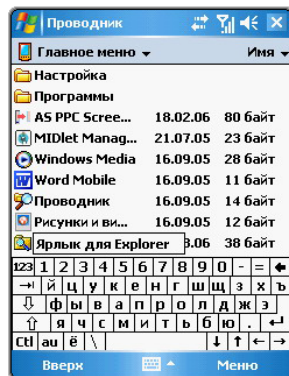 Проводник
Главное меню Имя
Настройка
Программы
AS PPC Scree... 18.02.06 80 байт
MIDlet Manag... 21.07.05 23 байт
Windows Media 16.09.05 28 байт
Word Mobile 16.09.05 11 байт
Проводник 16.09.05 14 байт
Рисунки и ви... 16.09.05 12 байт
Ярлык для Explorer 3.06 38 байт
123 1 2 3 4 5 6 7 8 9 0 - =
й ц у к е н г ш щ з х ъ
ф ы в а п р о л д ж э
я ч с м и т ь б ю .
Ctl au ё \
Вверх Меню